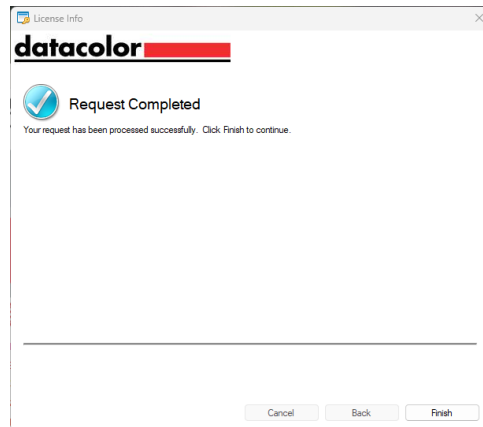 License Info
datacolor
Request Completed
Your request has been processed successfully. Click Finish to continue.
Cancel
Back
Finish